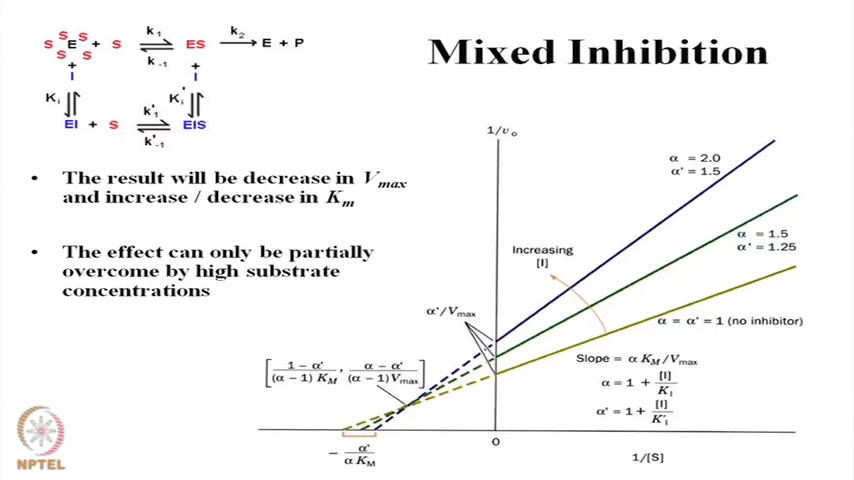 Mixed Inhibition
S S S E + S ⇌ ES → E + P
S S
k₁
k₋₁
k₂
+ +
I I
Kᵢ Kᵢ'
EI + S ⇌ EIS
k'₁
k'₋₁
• The result will be decrease in Vmax
and increase / decrease in Km
• The effect can only be partially
overcome by high substrate
concentrations
1/v₀
α = 2.0
α' = 1.5
α = 1.5
α' = 1.25
Increasing
[I]
α'/Vmax
α = α' = 1 (no inhibitor)
Slope = α KM/Vmax
α = 1 + [I]/KI
α' = 1 + [I]/K'I
[(1 − α')/((α − 1) KM), (α − α')/((α − 1)Vmax)]
− α'/(α KM)
0
1/[S]
NPTEL